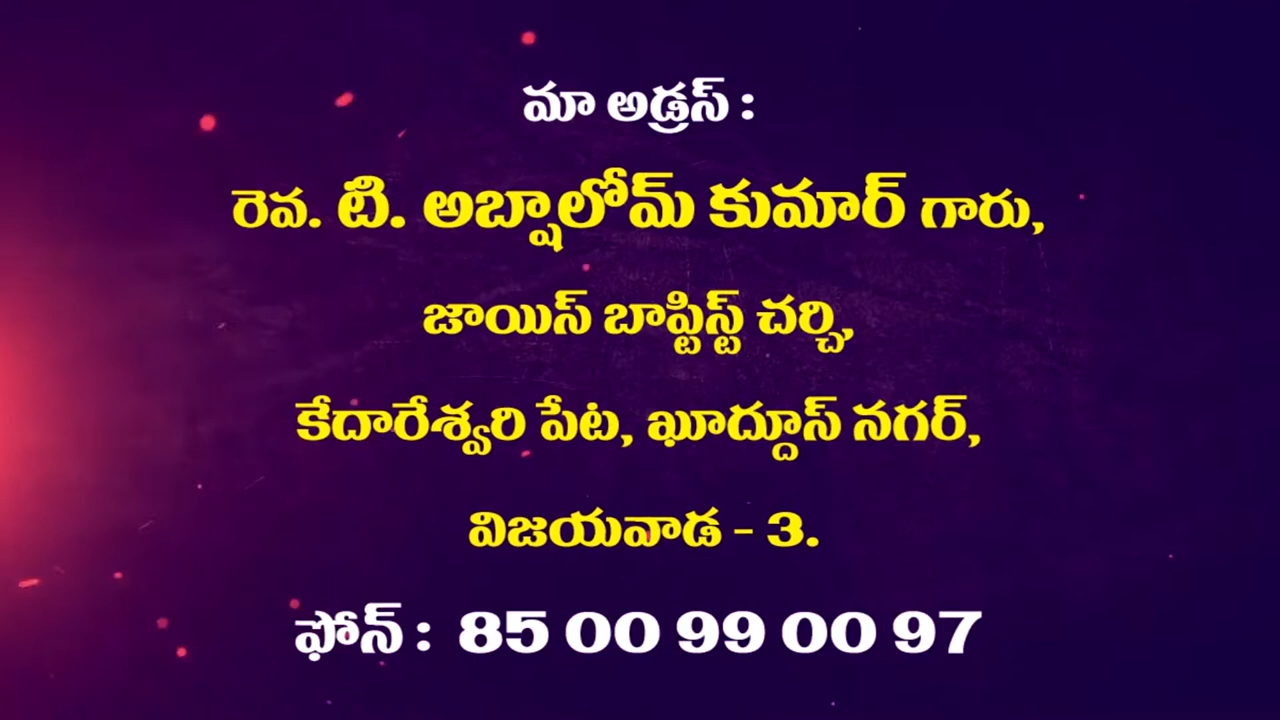 మా అడ్రస్ :
రెవ. టి. అబ్షాలోమ్ కుమార్ గారు,
జాయిస్ బాప్టిస్ట్ చర్చి,
కేదారేశ్వరి పేట, ఖూద్దూస్ నగర్,
విజయవాడ - 3.
ఫోన్ : 85 00 99 00 97